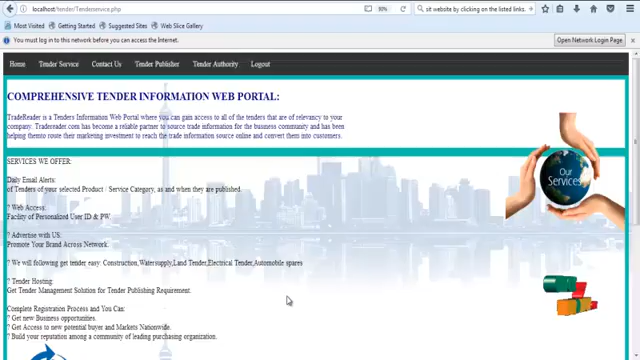 localhost/tender/Tenderservice.php
90%
sit website by clicking on the listed links.
Most Visited Getting Started Suggested Sites Web Slice Gallery
You must log in to this network before you can access the Internet.
Open Network Login Page
Home Tender Service Contact Us Tender Publisher Tender Authority Logout
COMPREHENSIVE TENDER INFORMATION WEB PORTAL:
TradeReader is a Tenders Information Web Portal where you can gain access to all of the tenders that are of relevancy to your
company. Tradereader.com has become a reliable partner to source trade information for the business community and has been
helping themto route their marketing investment to reach the trade information source online and convert them into customers.
Our
Services
SERVICES WE OFFER:
Daily Email Alerts:
of Tenders of your selected Product / Service Category, as and when they are published.
? Web Access:
Facility of Personalized User ID & PW.
? Advertise with US:
Promote Your Brand Across Network.
? We will following get tender easy: Construction,Watersupply,Land Tender,Electrical Tender,Automobile spares
? Tender Hosting:
Get Tender Management Solution for Tender Publishing Requirement.
Complete Registration Process and You Can:
? Get new Business opportunities.
? Get Access to new potential buyer and Markets Nationwide.
? Build your reputation among a community of leading purchasing organization.